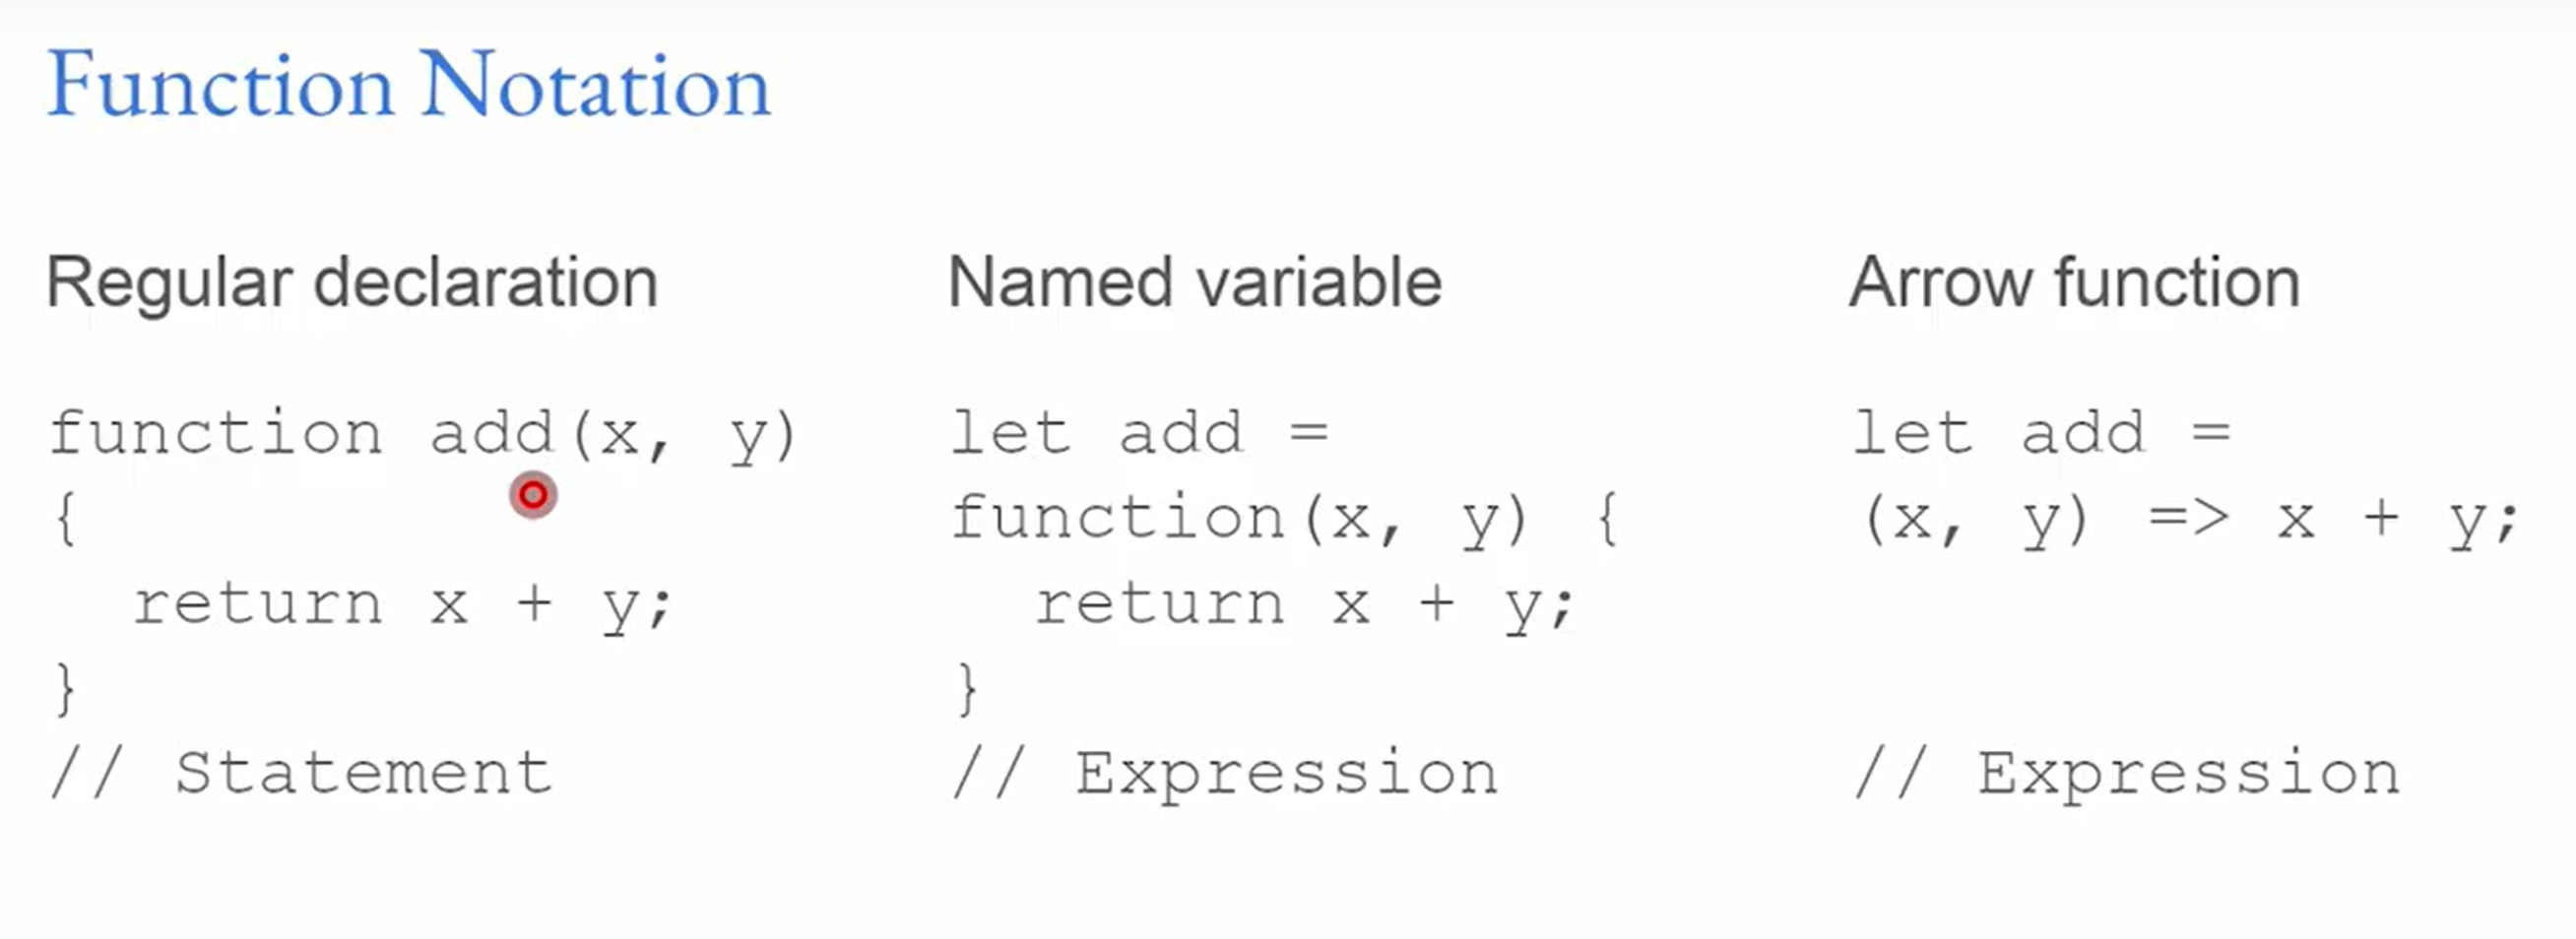 Function Notation
Regular declaration
function add(x, y)
{
  return x + y;
}
// Statement
Named variable
let add =
function(x, y) {
  return x + y;
}
// Expression
Arrow function
let add =
(x, y) => x + y;
// Expression